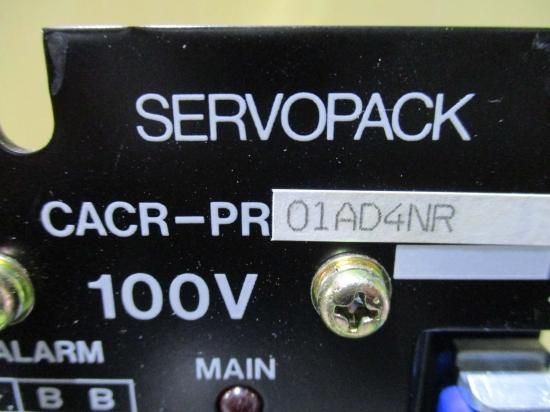 SERVOPACK
CACR-PR 01AD4NR
100V
ALARM
MAIN
B B